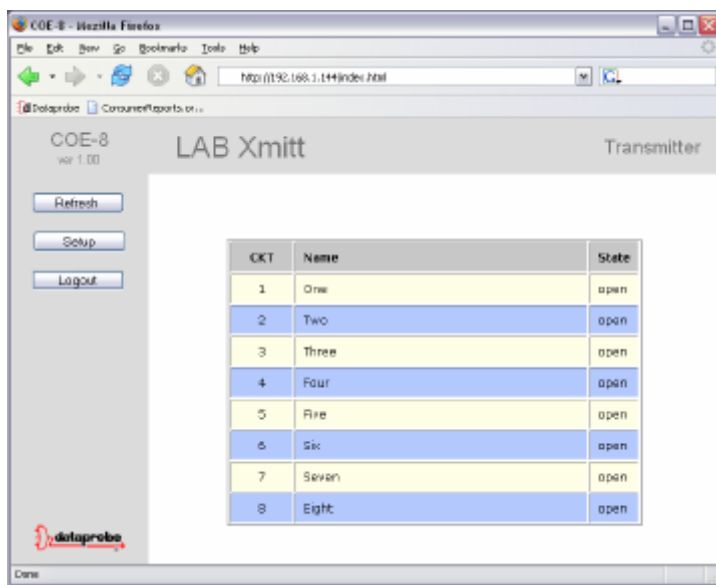 COE-8 - Mozilla Firefox
File Edit View Go Bookmarks Tools Help
http://192.168.1.144/index.html
Dataprobe ConsumerReports.or...
COE-8
ver 1.00
LAB Xmitt
Transmitter
Refresh
Setup
Logout
CKT Name State
1 One open
2 Two open
3 Three open
4 Four open
5 Five open
6 Six open
7 Seven open
8 Eight open
dataprobe
Done